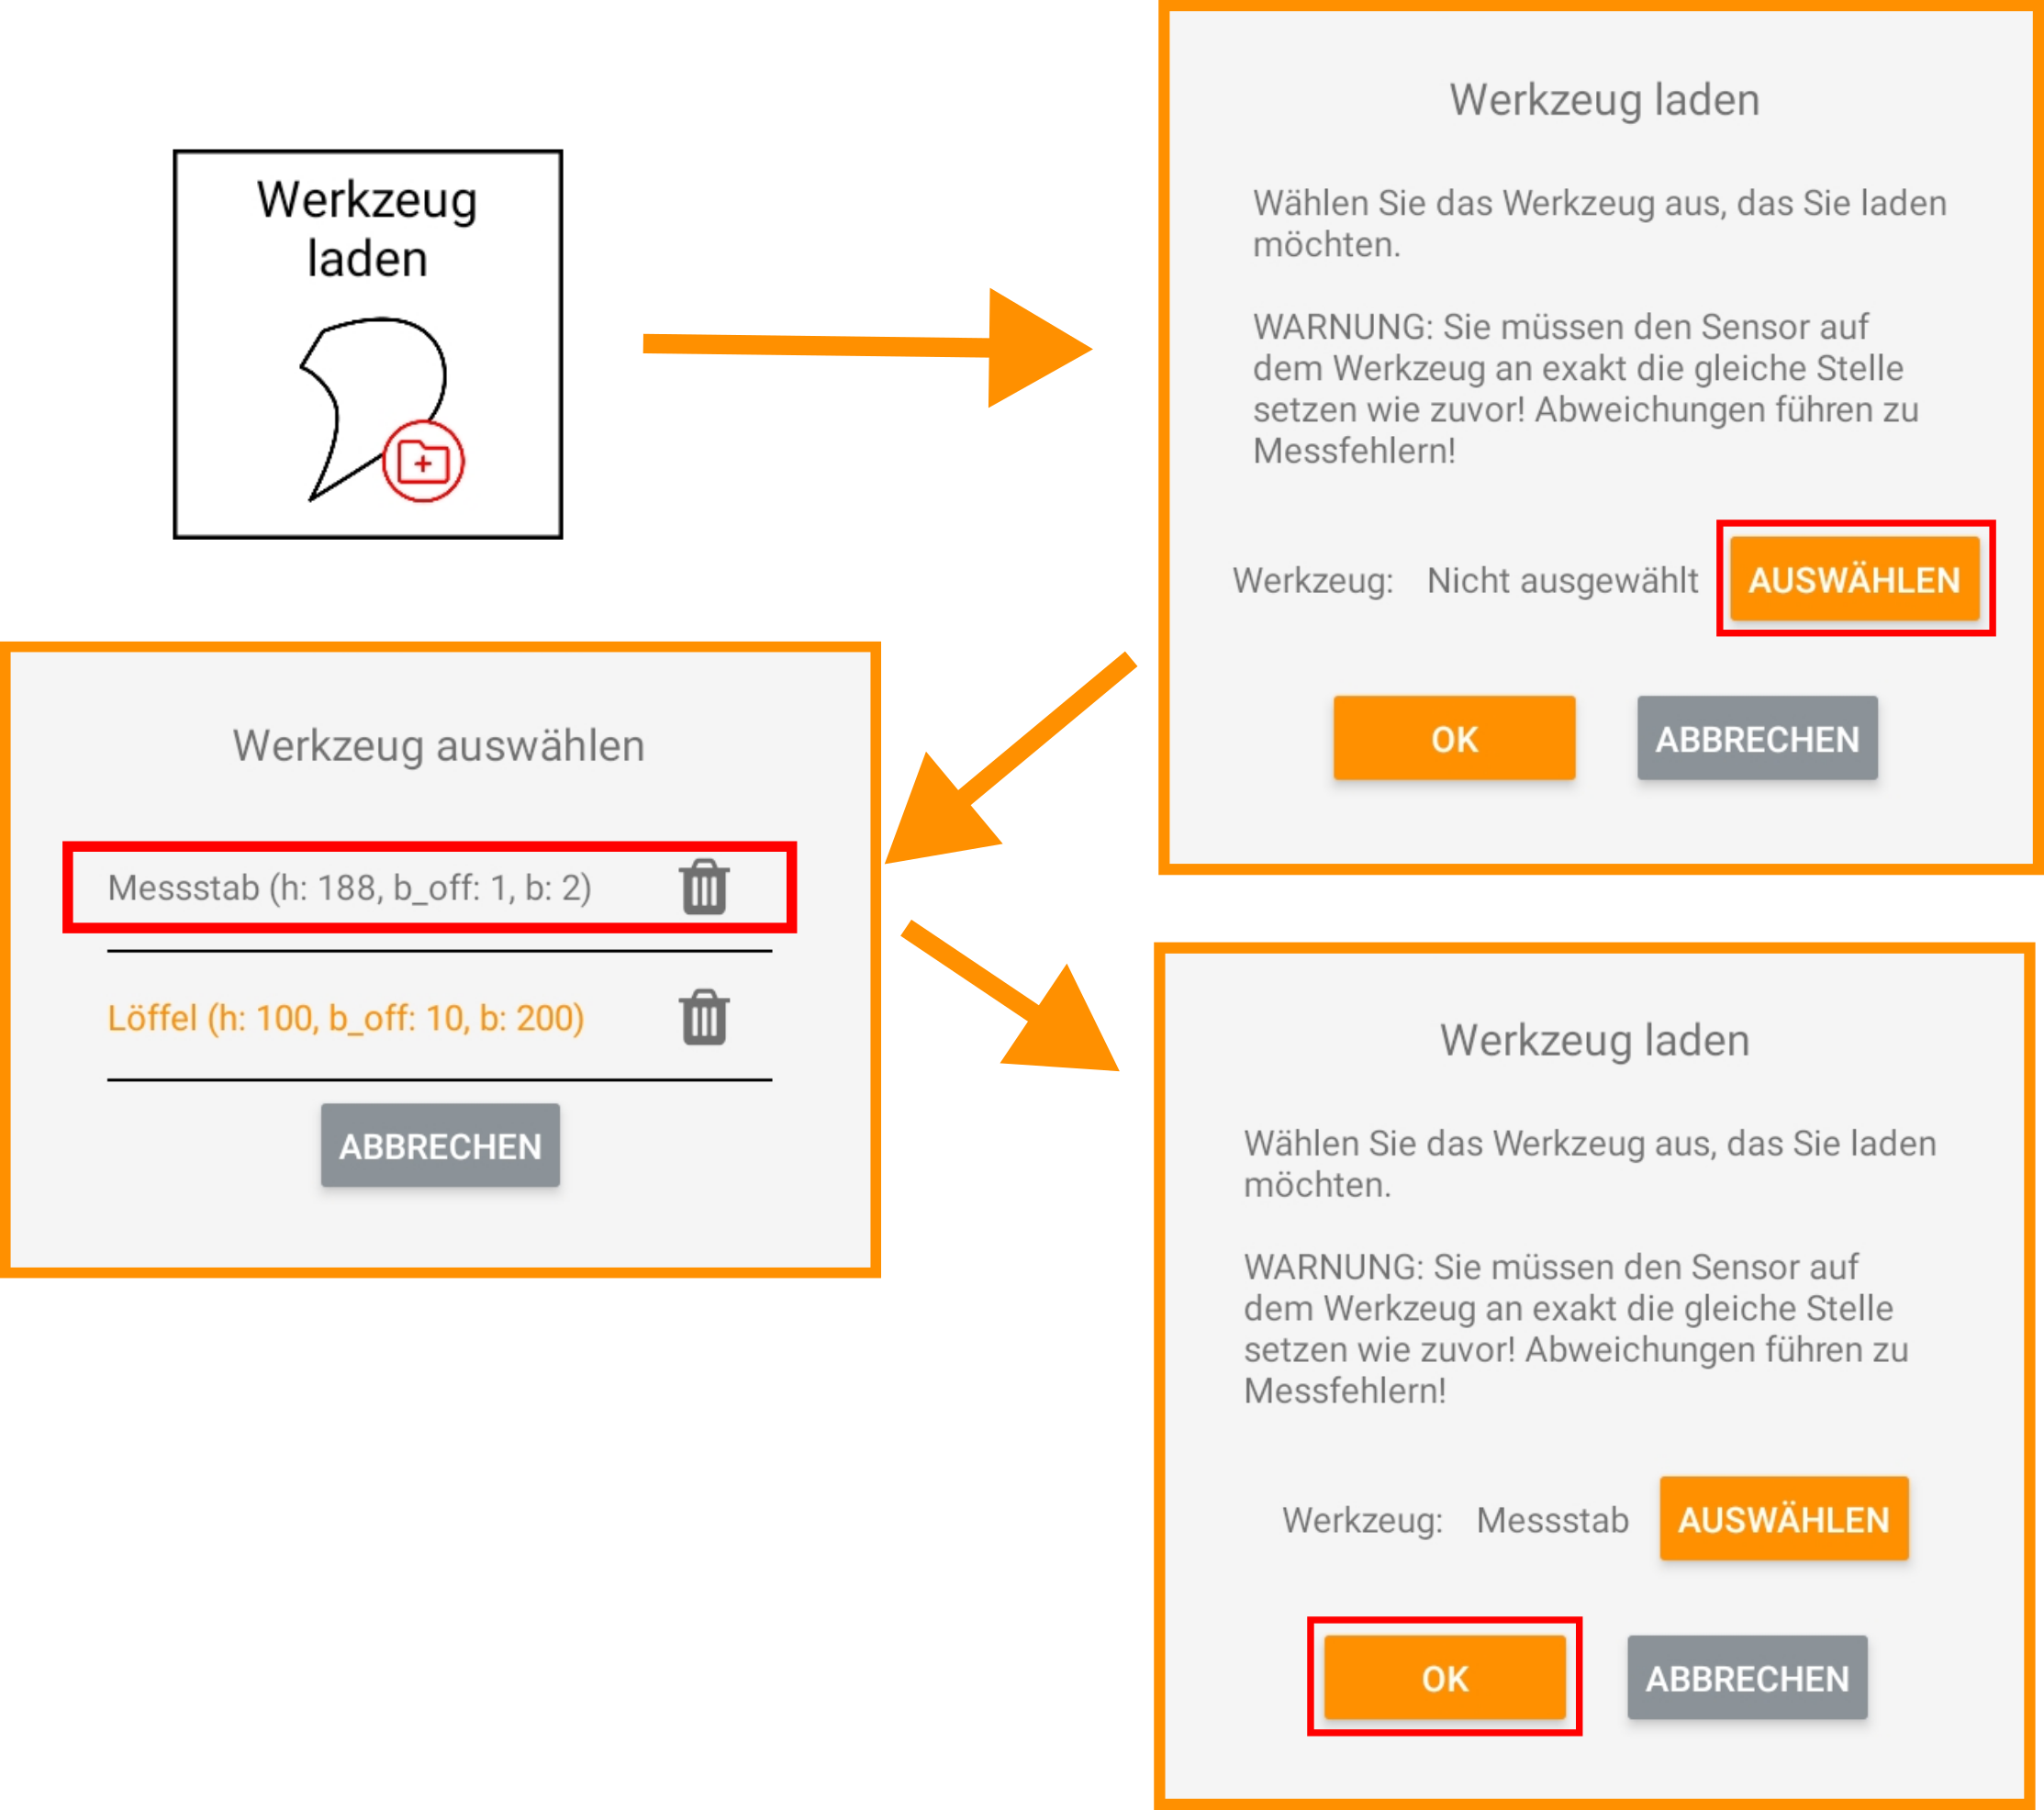 Werkzeug
laden
Werkzeug laden
Wählen Sie das Werkzeug aus, das Sie laden
möchten.
WARNUNG: Sie müssen den Sensor auf
dem Werkzeug an exakt die gleiche Stelle
setzen wie zuvor! Abweichungen führen zu
Messfehlern!
Werkzeug: Nicht ausgewählt AUSWÄHLEN
OK ABBRECHEN
Werkzeug auswählen
Messstab (h: 188, b_off: 1, b: 2)
Löffel (h: 100, b_off: 10, b: 200)
ABBRECHEN
Werkzeug laden
Wählen Sie das Werkzeug aus, das Sie laden
möchten.
WARNUNG: Sie müssen den Sensor auf
dem Werkzeug an exakt die gleiche Stelle
setzen wie zuvor! Abweichungen führen zu
Messfehlern!
Werkzeug: Messstab AUSWÄHLEN
OK ABBRECHEN